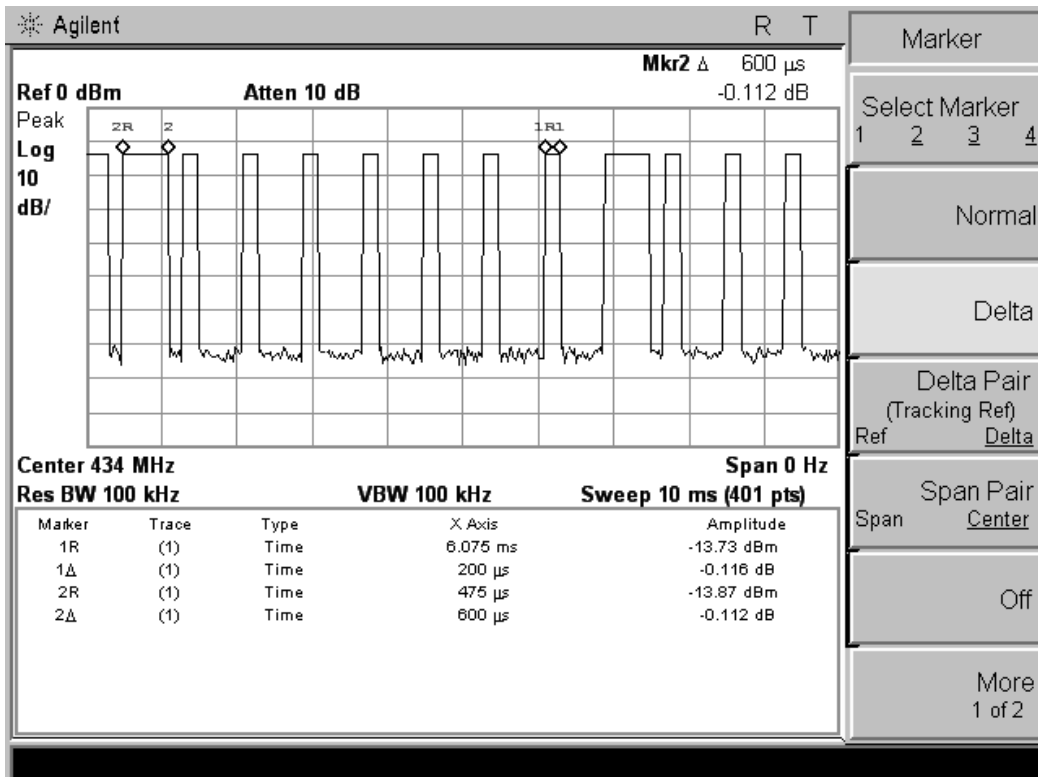 Agilent R T
Mkr2 Δ 600 μs
Ref 0 dBm Atten 10 dB -0.112 dB
Peak
Log
10
dB/
2R 2 1R1
Center 434 MHz Span 0 Hz
Res BW 100 kHz VBW 100 kHz Sweep 10 ms (401 pts)
Marker Trace Type X Axis Amplitude
1R (1) Time 6.075 ms -13.73 dBm
1Δ (1) Time 200 μs -0.116 dB
2R (1) Time 475 μs -13.87 dBm
2Δ (1) Time 600 μs -0.112 dB
Marker
Select Marker
1 2 3 4
Normal
Delta
Delta Pair
(Tracking Ref)
Ref Delta
Span Pair
Span Center
Off
More
1 of 2